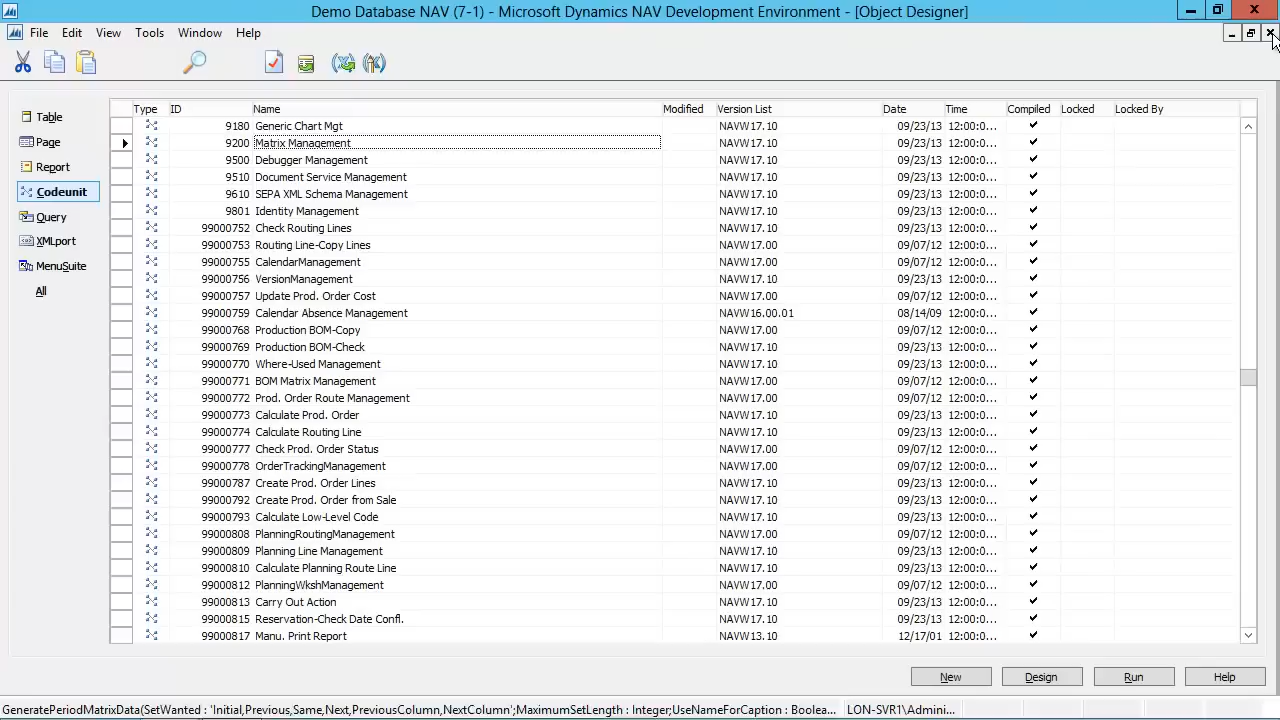 Demo Database NAV (7-1) - Microsoft Dynamics NAV Development Environment - [Object Designer]
File Edit View Tools Window Help
Type ID Name Modified Version List Date Time Compiled Locked Locked By
Table
Page
Report
Codeunit
Query
XMLport
MenuSuite
All
9180 Generic Chart Mgt NAVW17.10 09/23/13 12:00:0...
9200 Matrix Management NAVW17.10 09/23/13 12:00:0...
9500 Debugger Management NAVW17.10 09/23/13 12:00:0...
9510 Document Service Management NAVW17.10 09/23/13 12:00:0...
9610 SEPA XML Schema Management NAVW17.10 09/23/13 12:00:0...
9801 Identity Management NAVW17.10 09/23/13 12:00:0...
99000752 Check Routing Lines NAVW17.10 09/23/13 12:00:0...
99000753 Routing Line-Copy Lines NAVW17.00 09/07/12 12:00:0...
99000755 CalendarManagement NAVW17.00 09/07/12 12:00:0...
99000756 VersionManagement NAVW17.10 09/23/13 12:00:0...
99000757 Update Prod. Order Cost NAVW17.00 09/07/12 12:00:0...
99000759 Calendar Absence Management NAVW16.00.01 08/14/09 12:00:0...
99000768 Production BOM-Copy NAVW17.00 09/07/12 12:00:0...
99000769 Production BOM-Check NAVW17.10 09/23/13 12:00:0...
99000770 Where-Used Management NAVW17.10 09/23/13 12:00:0...
99000771 BOM Matrix Management NAVW17.00 09/07/12 12:00:0...
99000772 Prod. Order Route Management NAVW17.00 09/07/12 12:00:0...
99000773 Calculate Prod. Order NAVW17.10 09/23/13 12:00:0...
99000774 Calculate Routing Line NAVW17.10 09/23/13 12:00:0...
99000777 Check Prod. Order Status NAVW17.00 09/07/12 12:00:0...
99000778 OrderTrackingManagement NAVW17.00 09/07/12 12:00:0...
99000787 Create Prod. Order Lines NAVW17.10 09/23/13 12:00:0...
99000792 Create Prod. Order from Sale NAVW17.10 09/23/13 12:00:0...
99000793 Calculate Low-Level Code NAVW17.10 09/23/13 12:00:0...
99000808 PlanningRoutingManagement NAVW17.00 09/07/12 12:00:0...
99000809 Planning Line Management NAVW17.10 09/23/13 12:00:0...
99000810 Calculate Planning Route Line NAVW17.10 09/23/13 12:00:0...
99000812 PlanningWkshManagement NAVW17.00 09/07/12 12:00:0...
99000813 Carry Out Action NAVW17.10 09/23/13 12:00:0...
99000815 Reservation-Check Date Confl. NAVW17.10 09/23/13 12:00:0...
99000817 Manu. Print Report NAVW13.10 12/17/01 12:00:0...
New Design Run Help
GeneratePeriodMatrixData(SetWanted : 'Initial,Previous,Same,Next,PreviousColumn,NextColumn';MaximumSetLength : Integer;UseNameForCaption : Boolea... LON-SVR1\Admini...